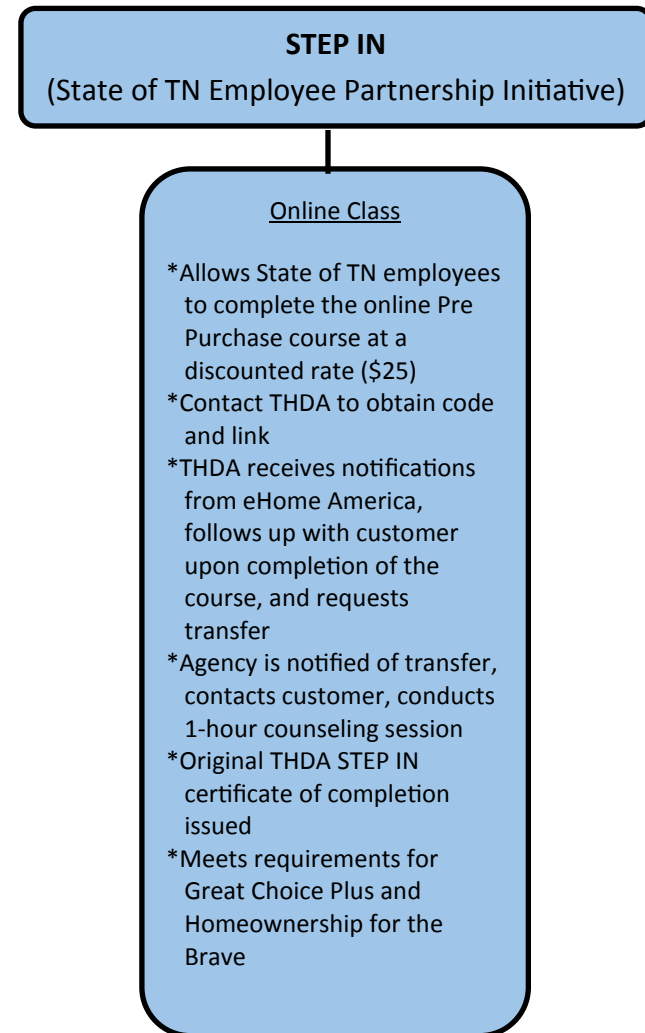 STEP IN
(State of TN Employee Partnership Initiative)
Online Class
*Allows State of TN employees
to complete the online Pre
Purchase course at a
discounted rate ($25)
*Contact THDA to obtain code
and link
*THDA receives notifications
from eHome America,
follows up with customer
upon completion of the
course, and requests
transfer
*Agency is notified of transfer,
contacts customer, conducts
1-hour counseling session
*Original THDA STEP IN
certificate of completion
issued
*Meets requirements for
Great Choice Plus and
Homeownership for the
Brave